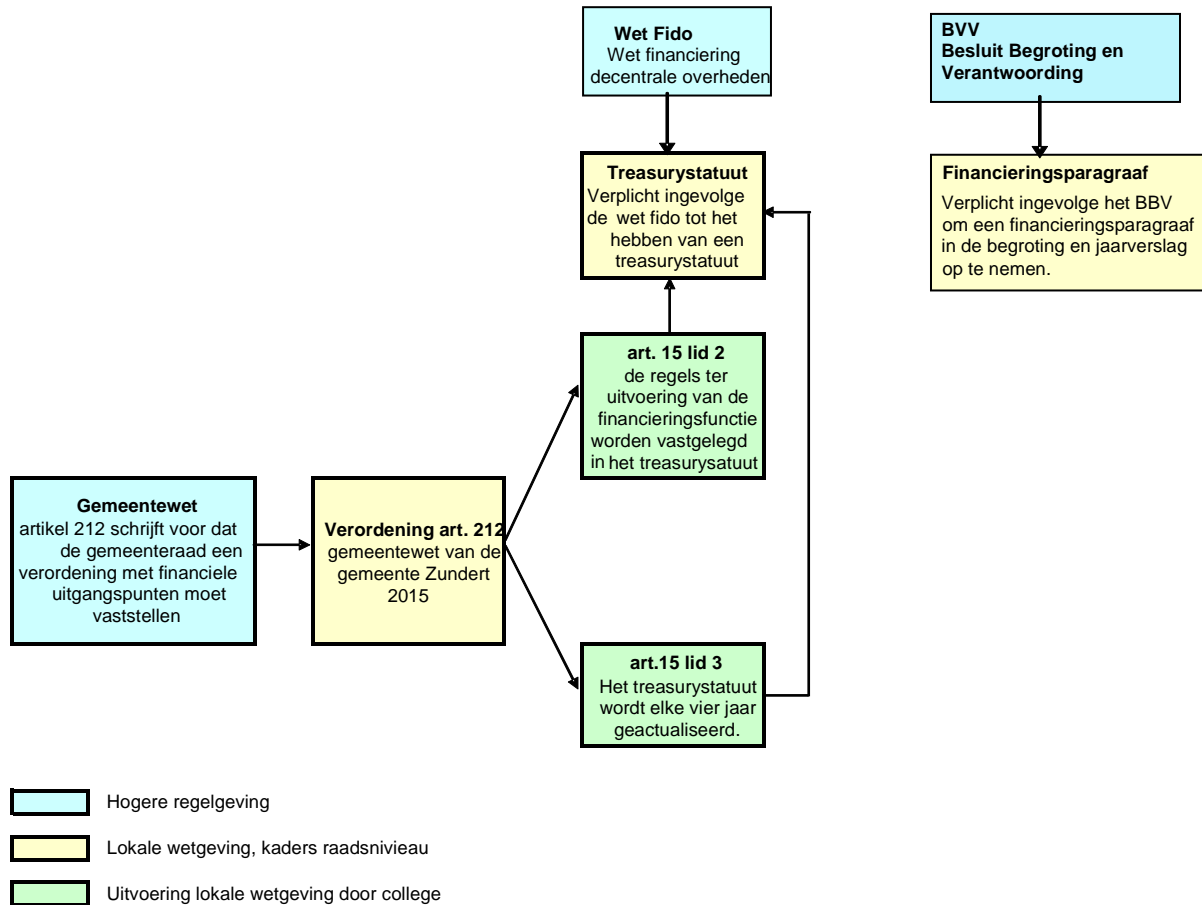 Wet Fido
Wet financiering
decentrale overheden
BVV
Besluit Begroting en
Verantwoording
Treasurystatuut
Verplicht ingevolge
de wet fido tot het
hebben van een
treasurystatuut
Financieringsparagraaf
Verplicht ingevolge het BBV
om een financieringsparagraaf
in de begroting en jaarverslag
op te nemen.
art. 15 lid 2
de regels ter
uitvoering van de
financieringsfunctie
worden vastgelegd
in het treasurysatuut
Gemeentewet
artikel 212 schrijft voor dat
de gemeenteraad een
verordening met financiele
uitgangspunten moet
vaststellen
Verordening art. 212
gemeentewet van de
gemeente Zundert
2015
art.15 lid 3
Het treasurystatuut
wordt elke vier jaar
geactualiseerd.
Hogere regelgeving
Lokale wetgeving, kaders raadsnivieau
Uitvoering lokale wetgeving door college